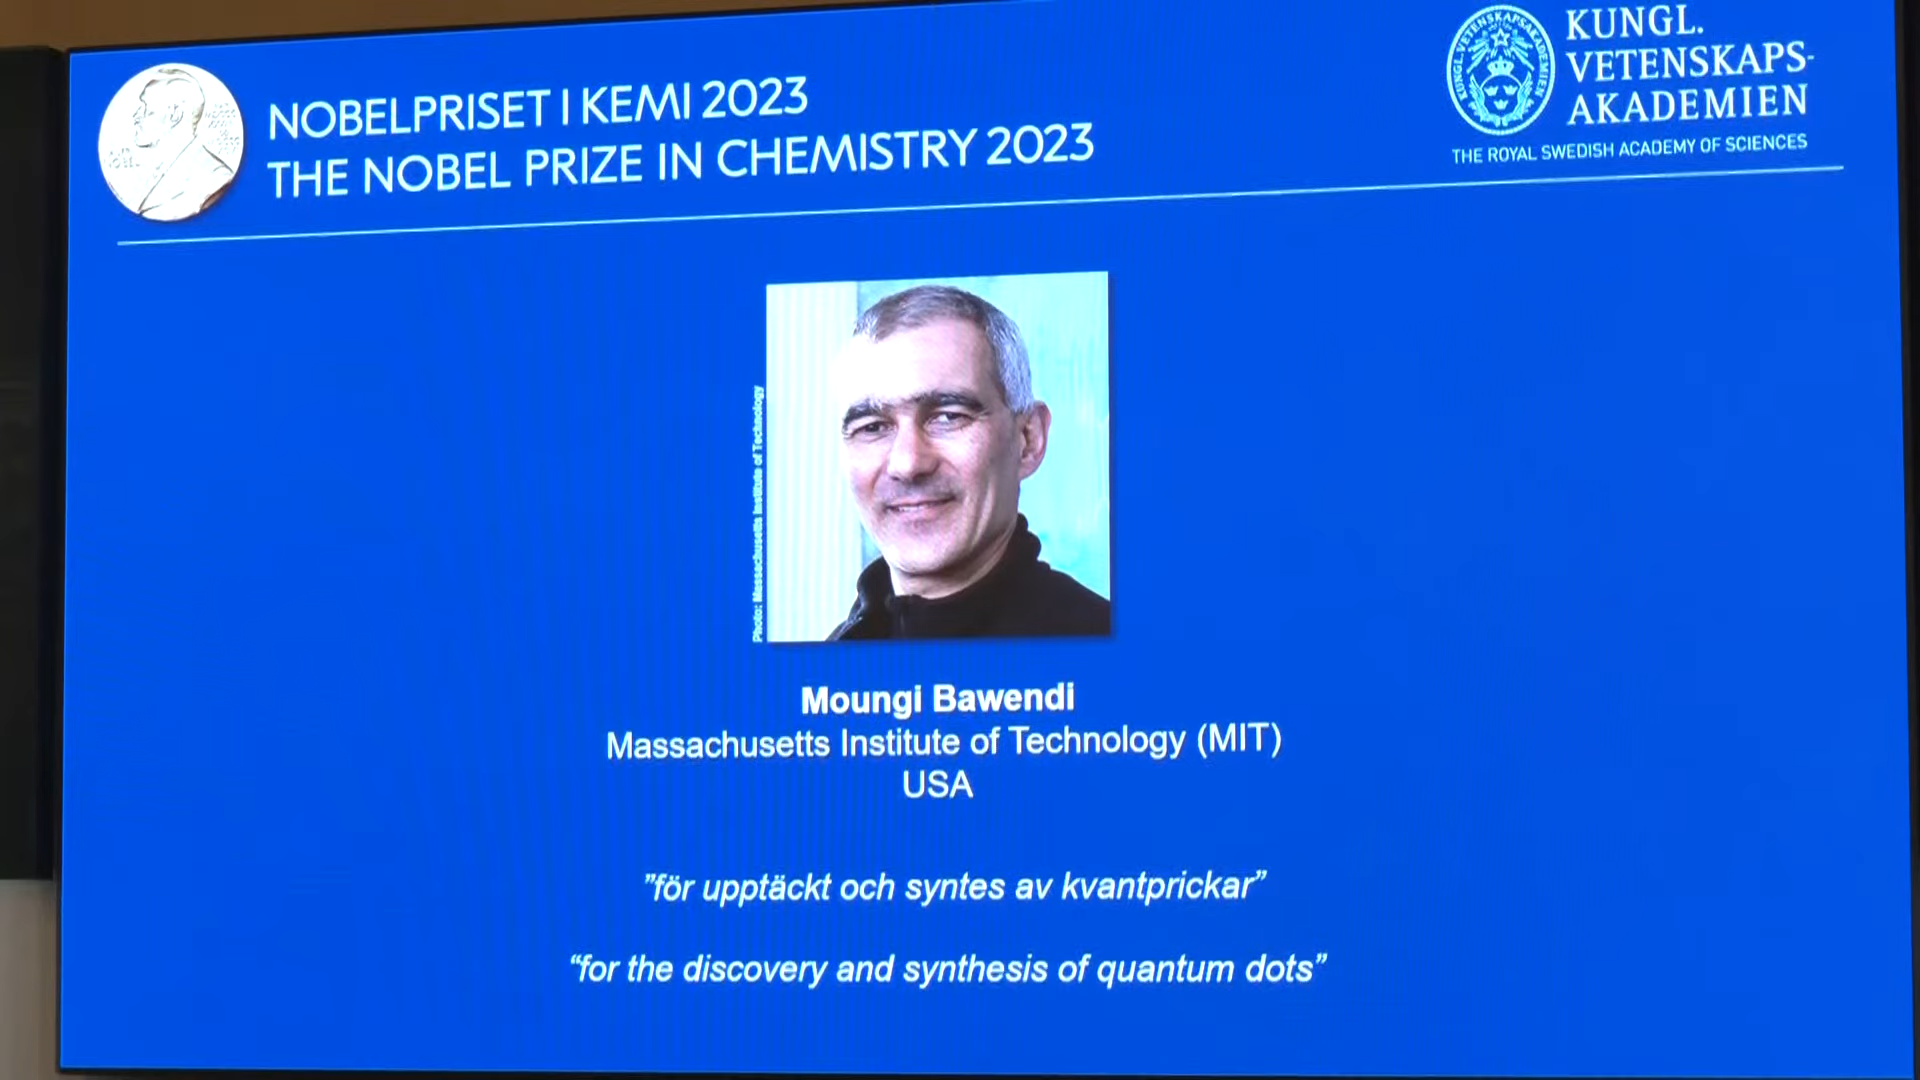 NOBELPRISET I KEMI 2023
THE NOBEL PRIZE IN CHEMISTRY 2023
KUNGL.
VETENSKAPS-
AKADEMIEN
THE ROYAL SWEDISH ACADEMY OF SCIENCES
Photo: Massachusetts Institute of Technology
Moungi Bawendi
Massachusetts Institute of Technology (MIT)
USA
”för upptäckt och syntes av kvantprickar”
“for the discovery and synthesis of quantum dots”